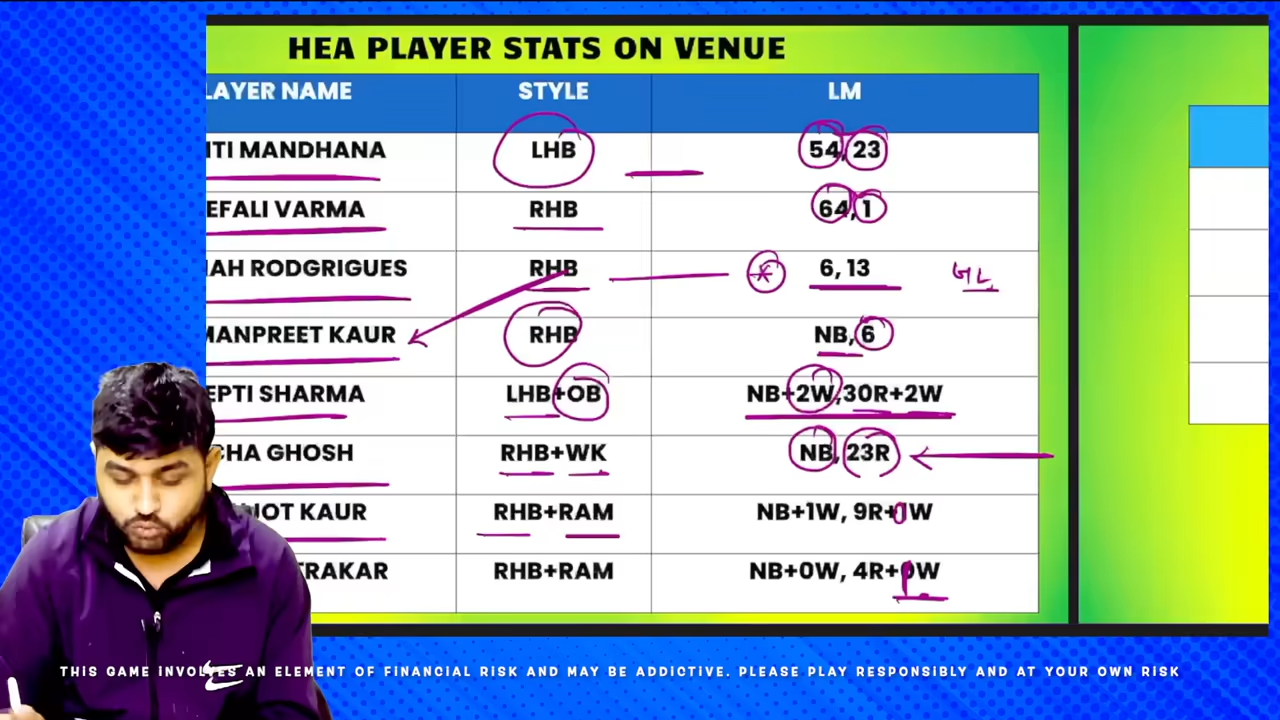 HEA PLAYER STATS ON VENUE
LAYER NAME STYLE LM
ITI MANDHANA LHB 54, 23
EFALI VARMA RHB 64, 1
IAH RODGRIGUES RHB 6, 13
MANPREET KAUR RHB NB, 6
EPTI SHARMA LHB+OB NB+2W,30R+2W
CHA GHOSH RHB+WK NB, 23R
JOT KAUR RHB+RAM NB+1W, 9R+1W
TRAKAR RHB+RAM NB+0W, 4R+0W
THIS GAME INVOLVES AN ELEMENT OF FINANCIAL RISK AND MAY BE ADDICTIVE. PLEASE PLAY RESPONSIBLY AND AT YOUR OWN RISK